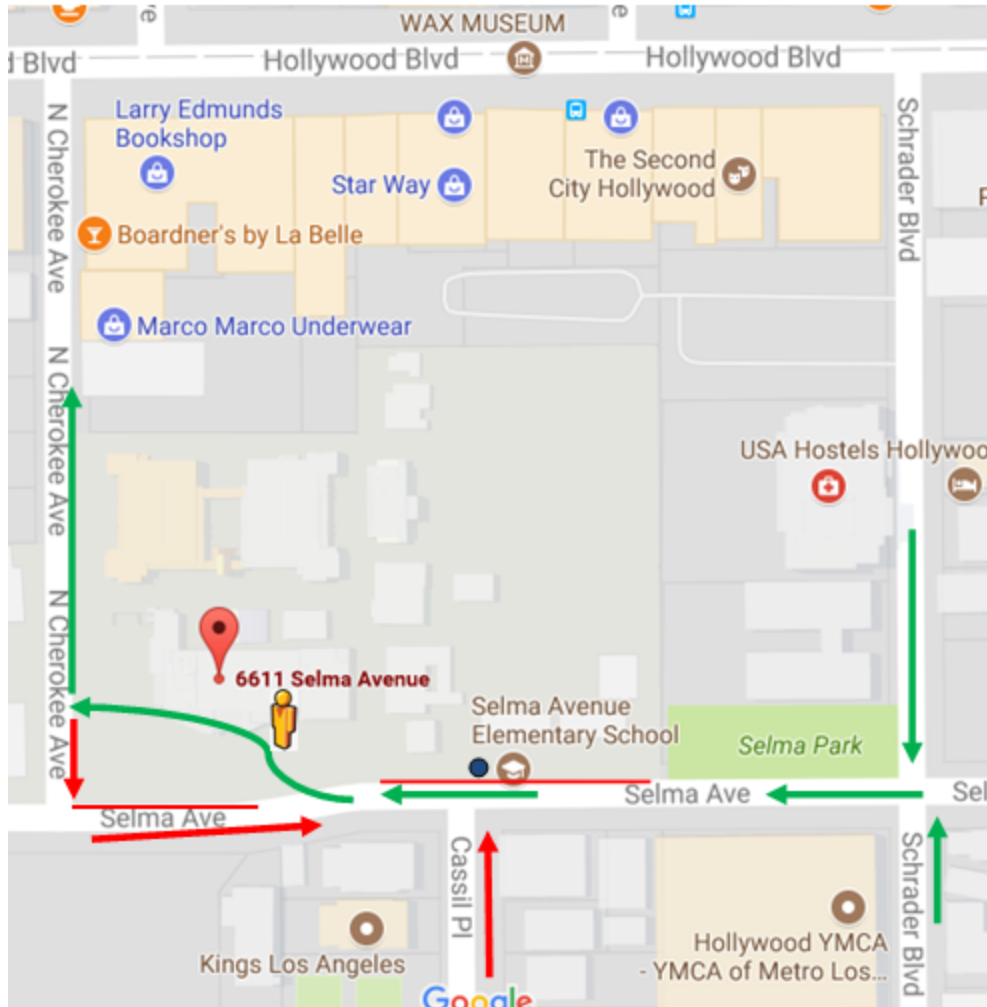 WAX MUSEUM
Blvd
Hollywood Blvd
Hollywood Blvd
N Cherokee Ave
Larry Edmunds
Bookshop
Schrader Blvd
The Second
City Hollywood
Star Way
Boardner's by La Belle
Marco Marco Underwear
N Cherokee Ave
USA Hostels Hollywoo
N Cherokee Ave
6611 Selma Avenue
Selma Avenue
Elementary School
Selma Park
Selma Ave
Sel
Selma Ave
Cassil Pl
Schrader Blvd
Hollywood YMCA
- YMCA of Metro Los...
Kings Los Angeles
Google